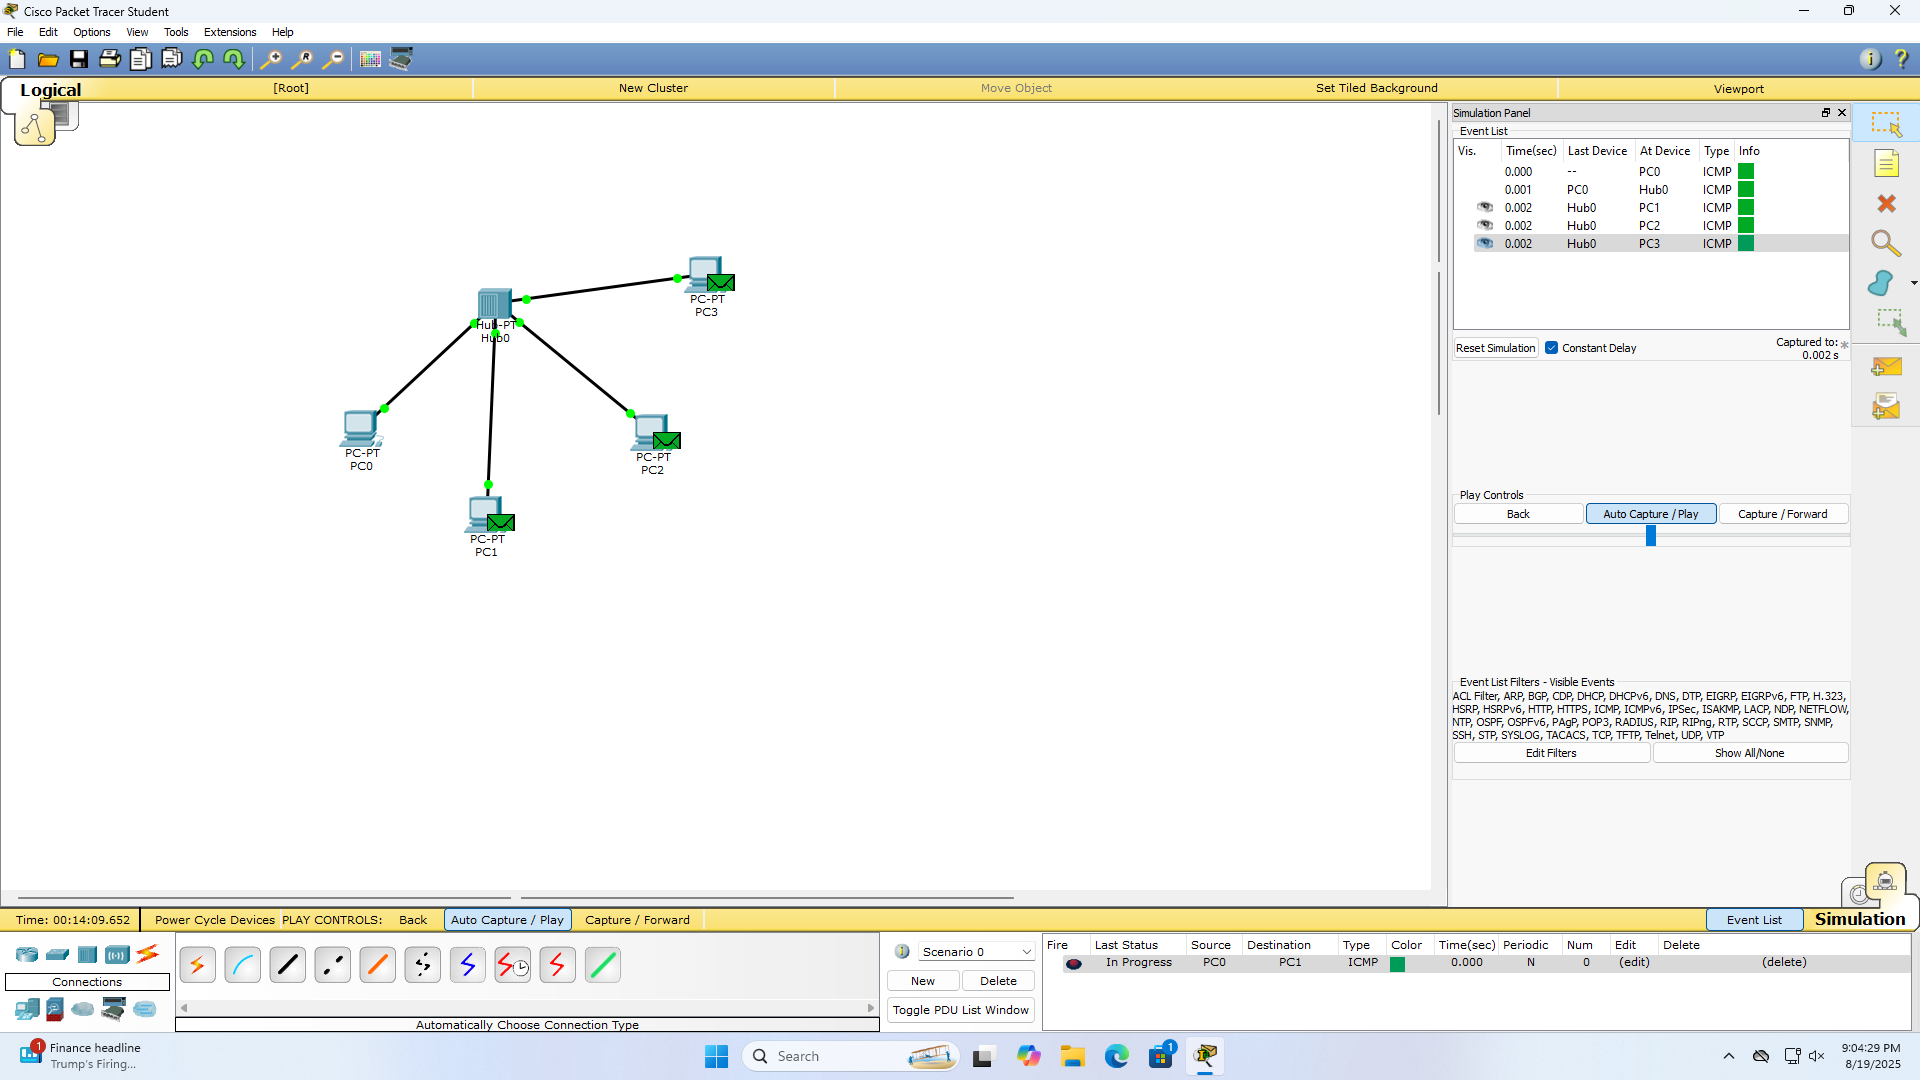 Cisco Packet Tracer Student
File Edit Options View Tools Extensions Help
Logical [Root] New Cluster Move Object Set Tiled Background Viewport
Simulation Panel
Event List
Vis. Time(sec) Last Device At Device Type Info
0.000 -- PC0 ICMP
0.001 PC0 Hub0 ICMP
0.002 Hub0 PC1 ICMP
0.002 Hub0 PC2 ICMP
0.002 Hub0 PC3 ICMP
Reset Simulation Constant Delay Captured to: *
0.002 s
PC-PT
PC3
Hub-PT
Hub0
PC-PT
PC0
PC-PT
PC2
PC-PT
PC1
Play Controls
Back Auto Capture / Play Capture / Forward
Event List Filters - Visible Events
ACL Filter, ARP, BGP, CDP, DHCP, DHCPv6, DNS, DTP, EIGRP, EIGRPv6, FTP, H.323,
HSRP, HSRPv6, HTTP, HTTPS, ICMP, ICMPv6, IPSec, ISAKMP, LACP, NDP, NETFLOW,
NTP, OSPF, OSPFv6, PAgP, POP3, RADIUS, RIP, RIPng, RTP, SCCP, SMTP, SNMP,
SSH, STP, SYSLOG, TACACS, TCP, TFTP, Telnet, UDP, VTP
Edit Filters Show All/None
Time: 00:14:09.652 Power Cycle Devices PLAY CONTROLS: Back Auto Capture / Play Capture / Forward Event List Simulation
Connections
Automatically Choose Connection Type
Scenario 0
New Delete
Toggle PDU List Window
Fire Last Status Source Destination Type Color Time(sec) Periodic Num Edit Delete
In Progress PC0 PC1 ICMP 0.000 N 0 (edit) (delete)
1
Finance headline
Trump's Firing...
Search
1
9:04:29 PM
8/19/2025